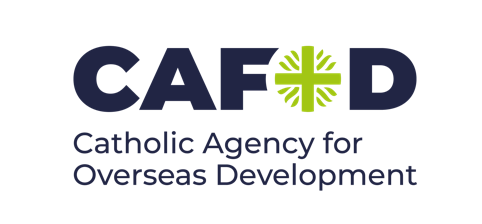 CAFOD
Catholic Agency for
Overseas Development